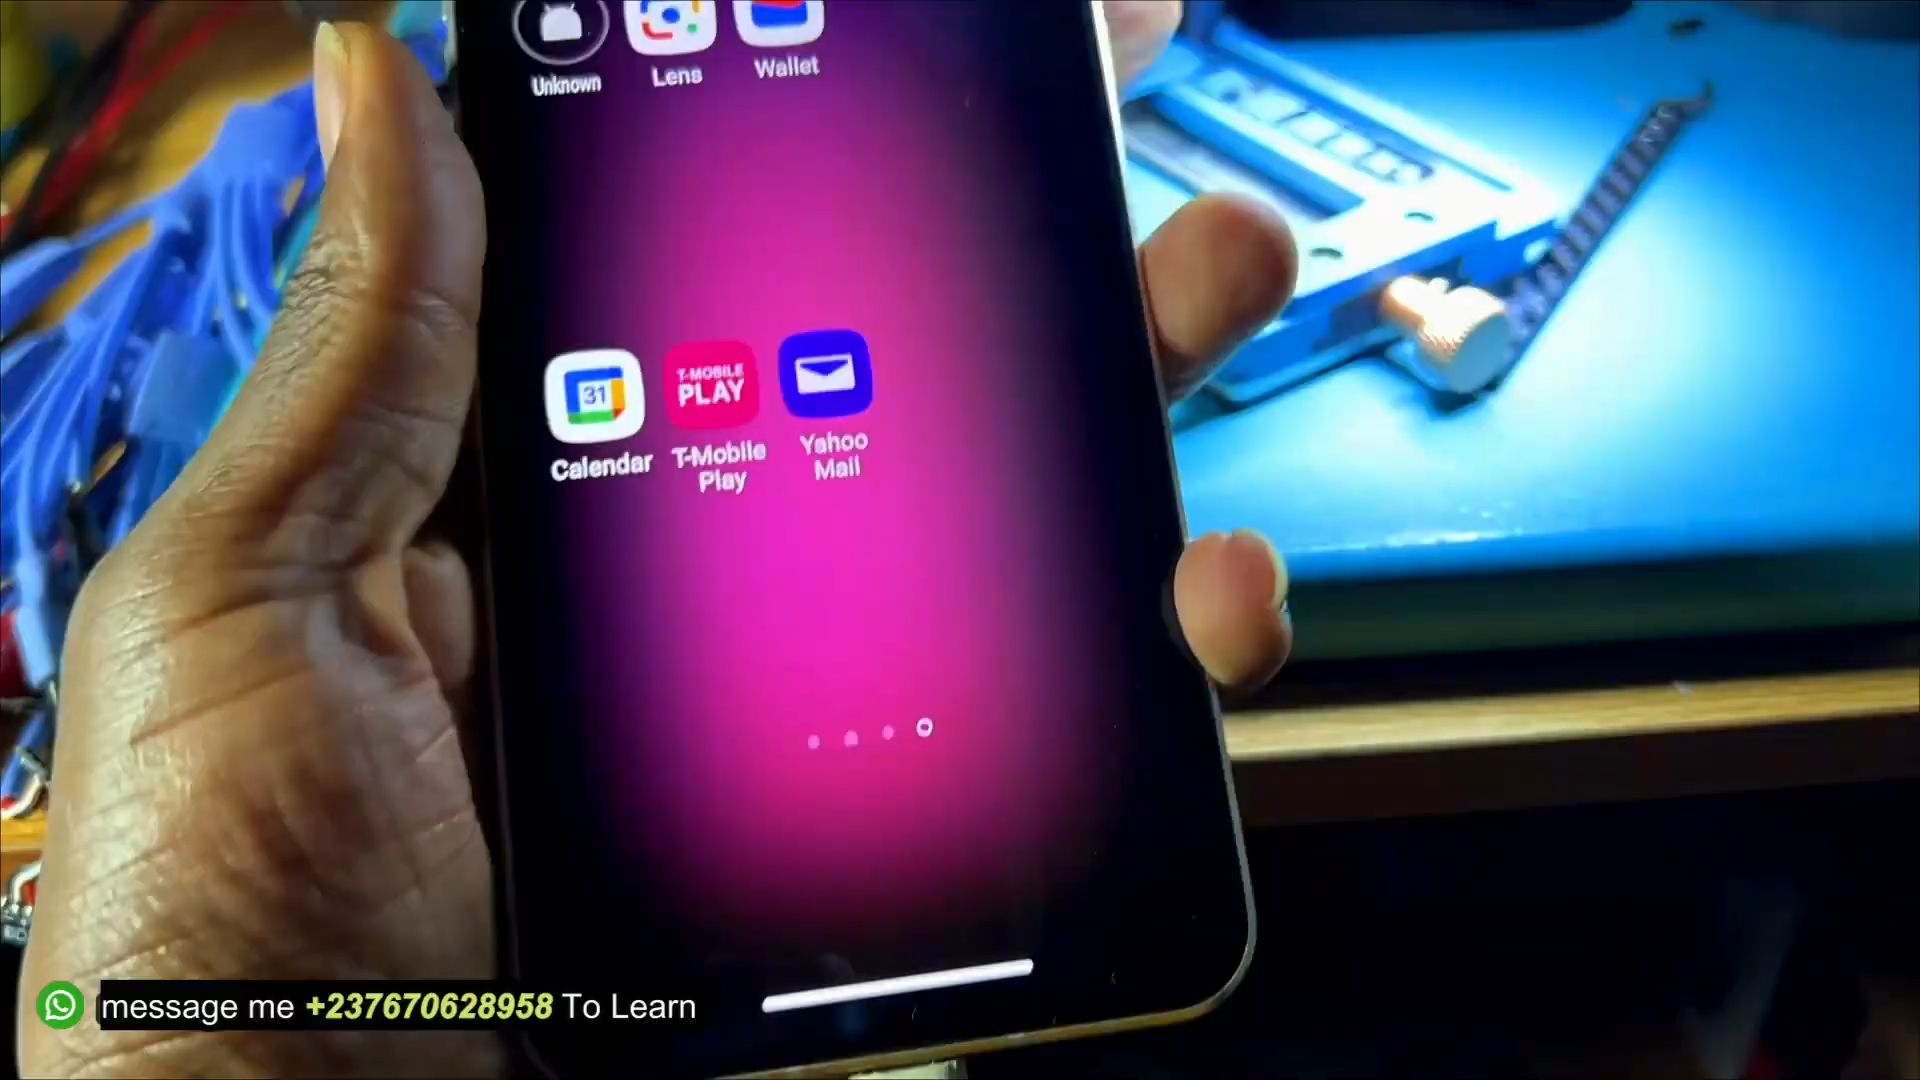 Unknown
Lens
Wallet
31
T-MOBILE
PLAY
Calendar
T-Mobile
Play
Yahoo
Mail
message me +237670628958 To Learn